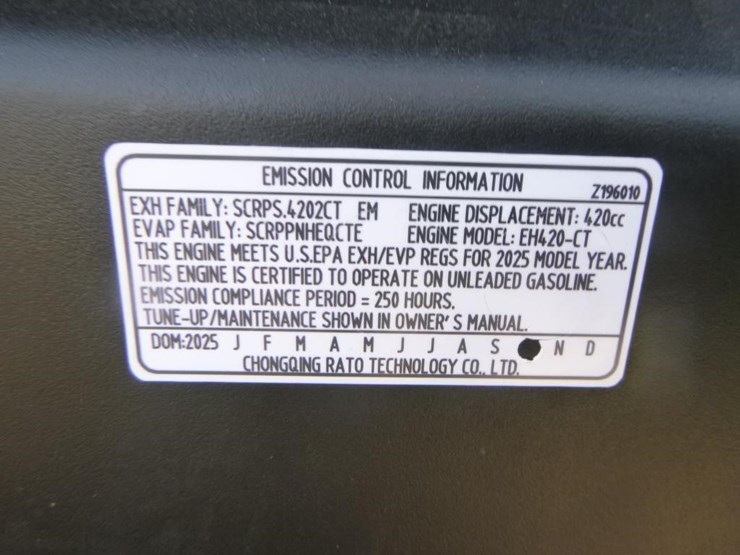 EMISSION CONTROL INFORMATION Z196010
EXH FAMILY: SCRPS.4202CT EM ENGINE DISPLACEMENT: 420cc
EVAP FAMILY: SCRPPNHEQCTE ENGINE MODEL: EH420-CT
THIS ENGINE MEETS U.S.EPA EXH/EVP REGS FOR 2025 MODEL YEAR.
THIS ENGINE IS CERTIFIED TO OPERATE ON UNLEADED GASOLINE.
EMISSION COMPLIANCE PERIOD = 250 HOURS.
TUNE-UP/MAINTENANCE SHOWN IN OWNER' S MANUAL.
DOM:2025 J F M A M J J A S N D
CHONGQING RATO TECHNOLOGY CO., LTD.